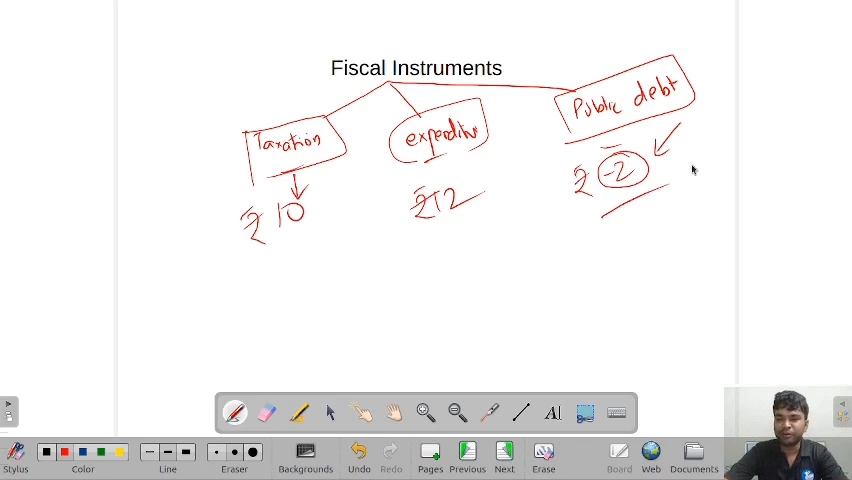 Fiscal Instruments
Taxation
expenditure
Public debt
₹ 10
₹12
₹ -2
Stylus
Color
Line
Eraser
Backgrounds
Undo
Redo
Pages
Previous
Next
Erase
Board
Web
Documents